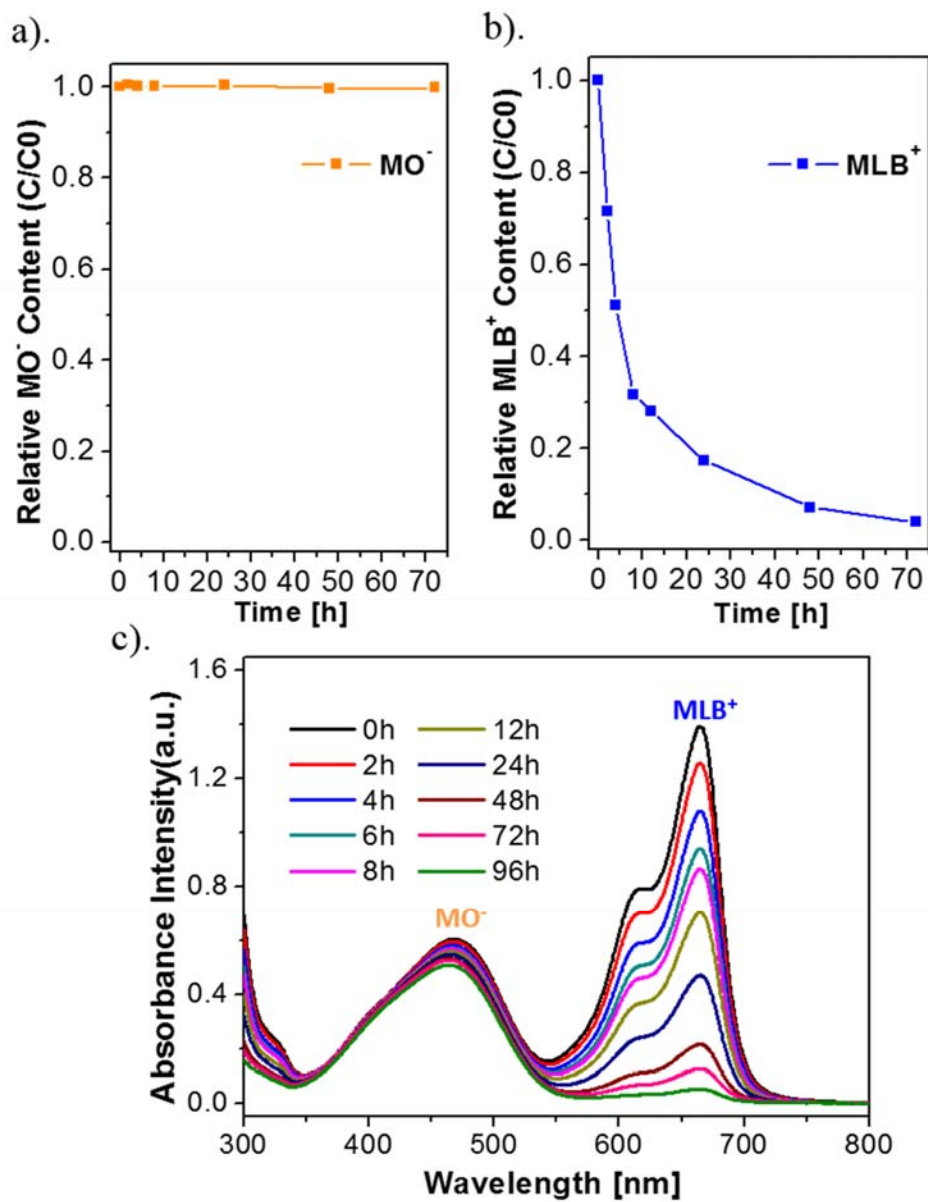 a).
Relative MO⁻ Content (C/C0)
1.0
0.8
0.6
0.4
0.2
0.0
MO⁻
0 10 20 30 40 50 60 70
Time [h]
b).
Relative MLB⁺ Content (C/C0)
1.0
0.8
0.6
0.4
0.2
0.0
MLB⁺
0 10 20 30 40 50 60 70
Time [h]
c).
Absorbance Intensity(a.u.)
1.6
1.2
0.8
0.4
0.0
0h 12h
2h 24h
4h 48h
6h 72h
8h 96h
MO⁻
MLB⁺
300 400 500 600 700 800
Wavelength [nm]